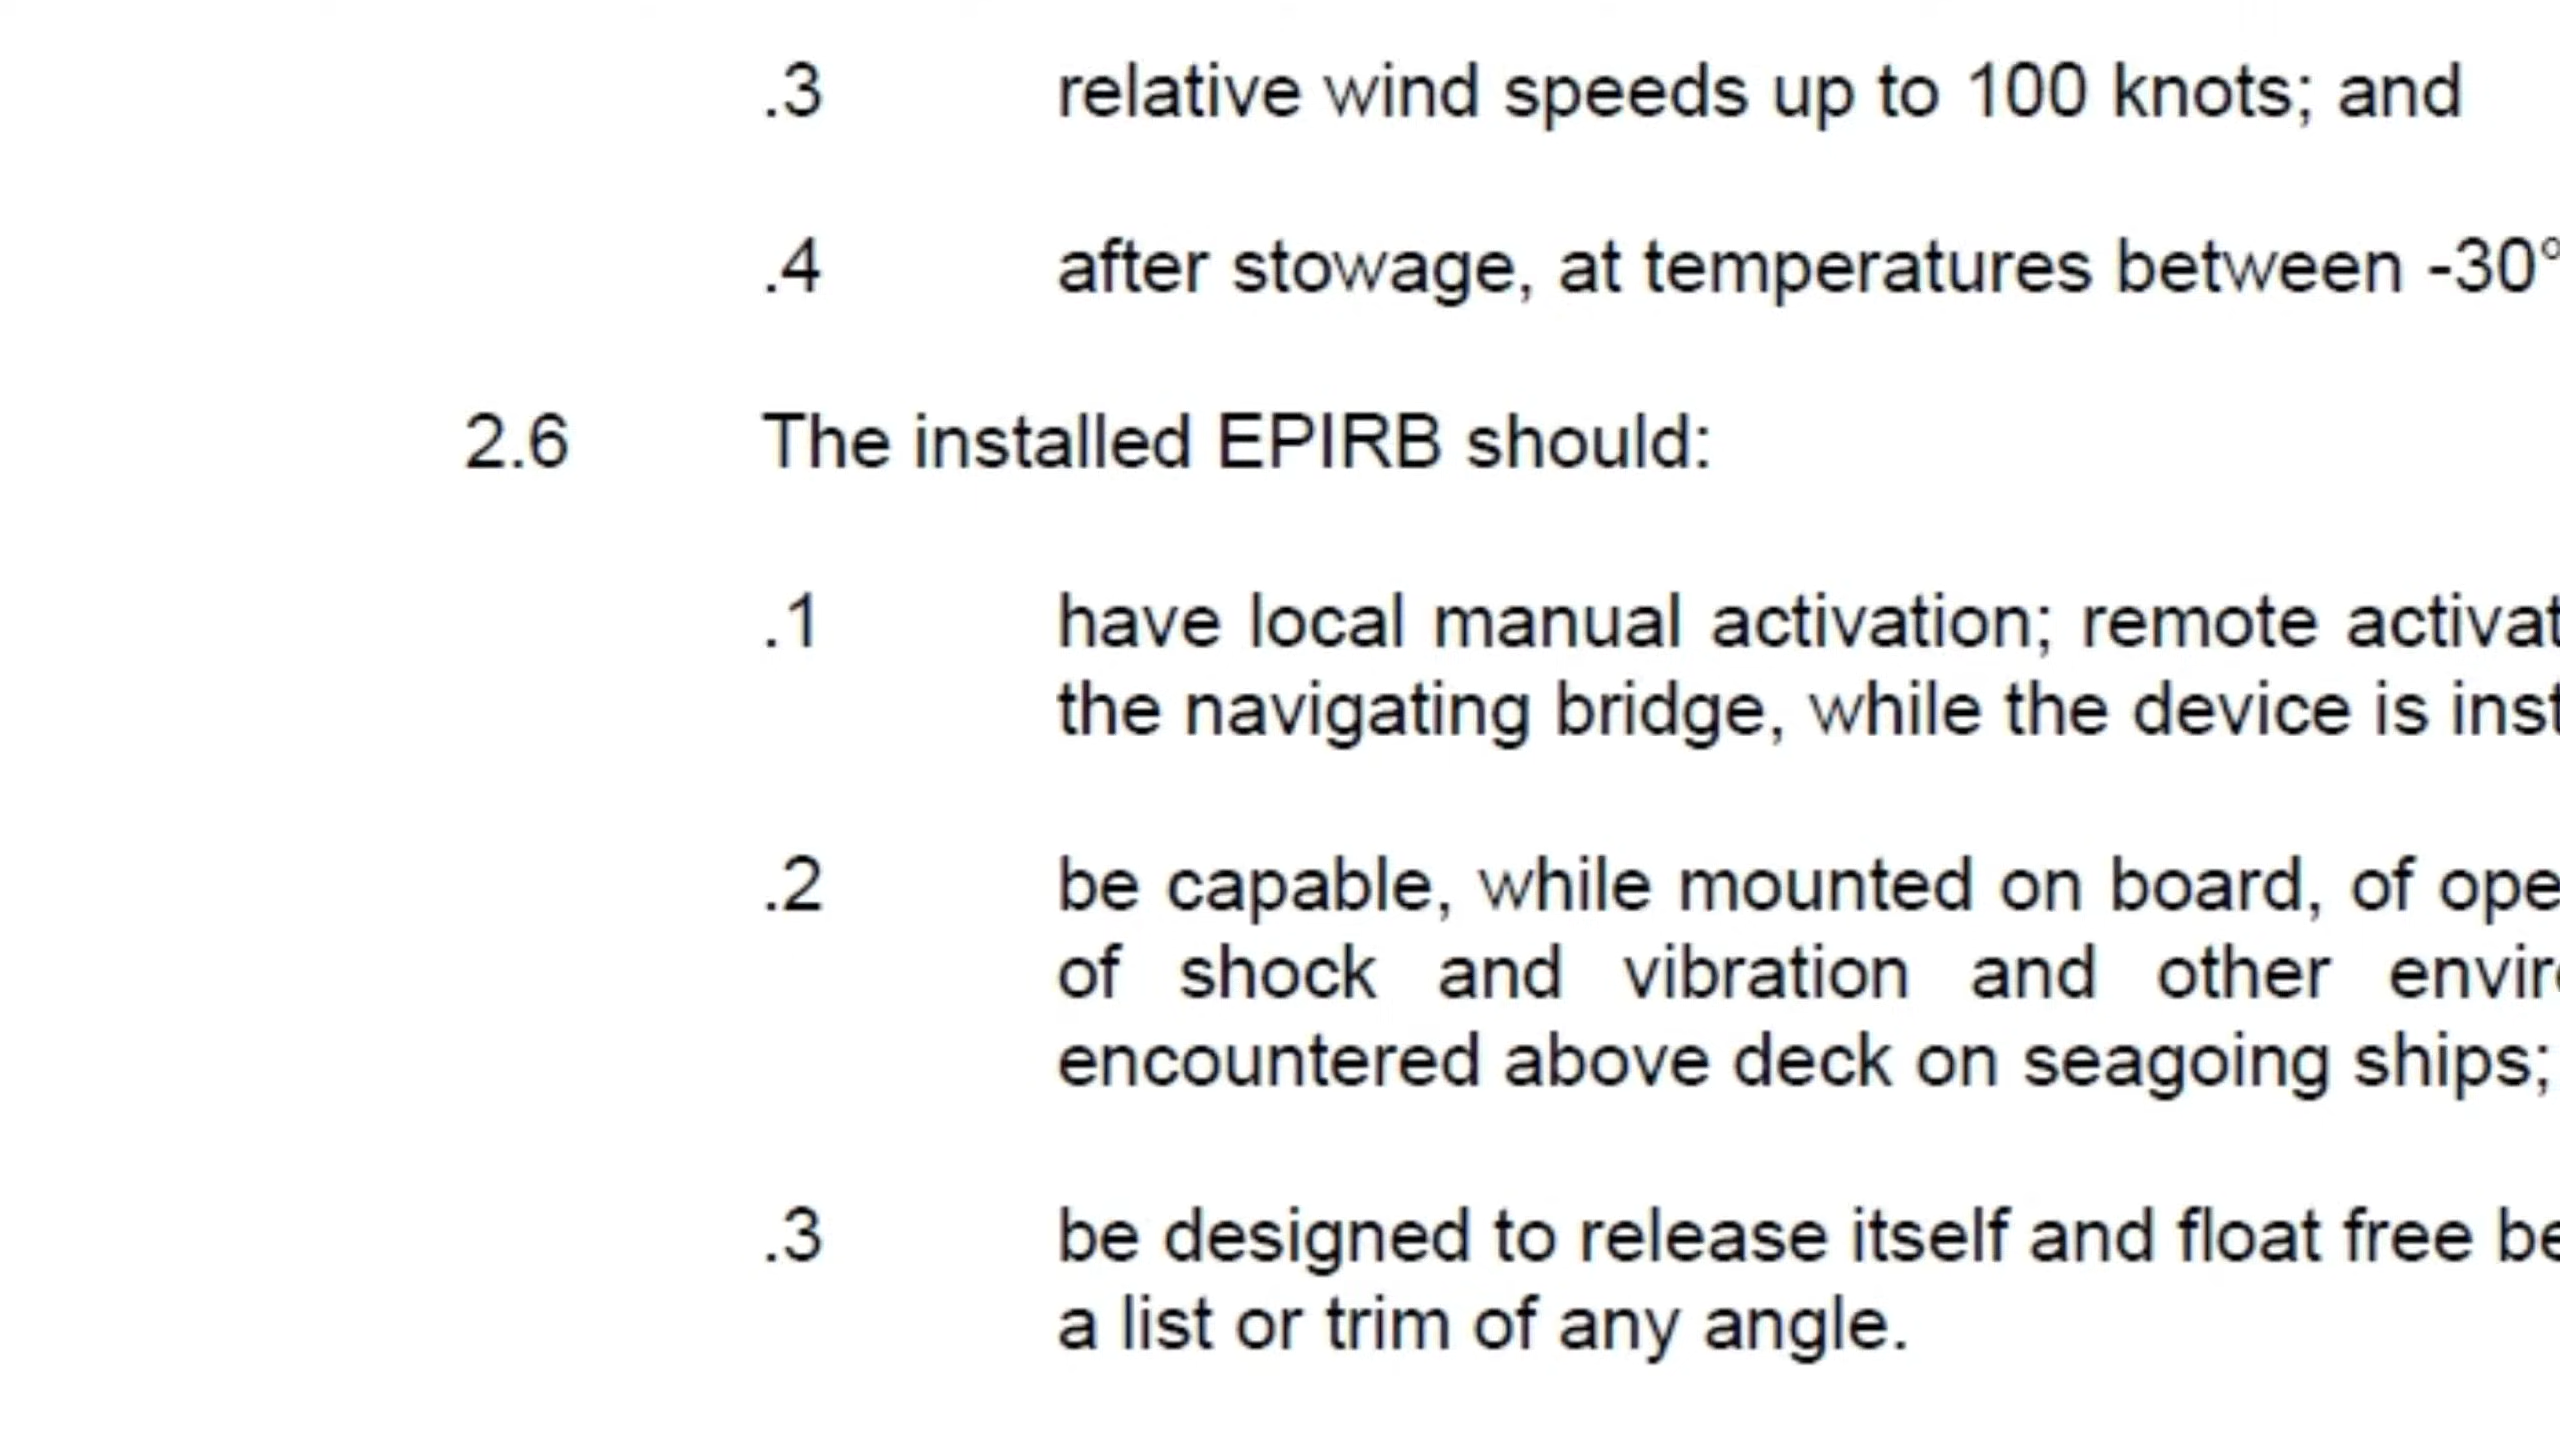 .3 relative wind speeds up to 100 knots; and
.4 after stowage, at temperatures between -30°
2.6 The installed EPIRB should:
.1 have local manual activation; remote activat
the navigating bridge, while the device is inst
.2 be capable, while mounted on board, of ope
of shock and vibration and other envir
encountered above deck on seagoing ships;
.3 be designed to release itself and float free be
a list or trim of any angle.